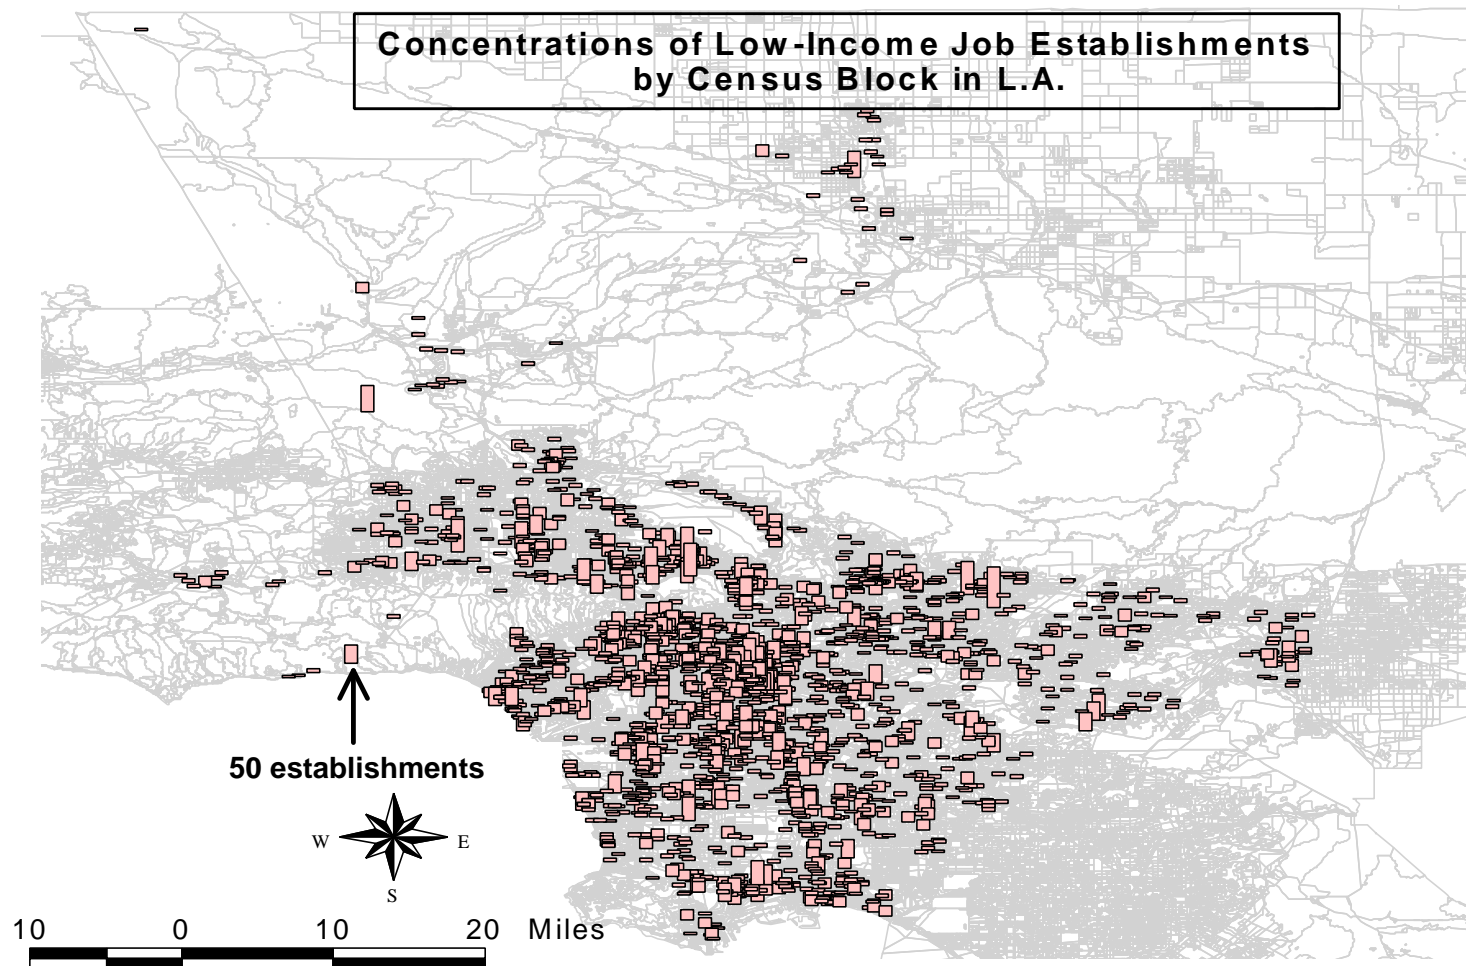 Concentrations of Low-Income Job Establishments
by Census Block in L.A.
50 establishments
W E
S
10 0 10 20 Miles